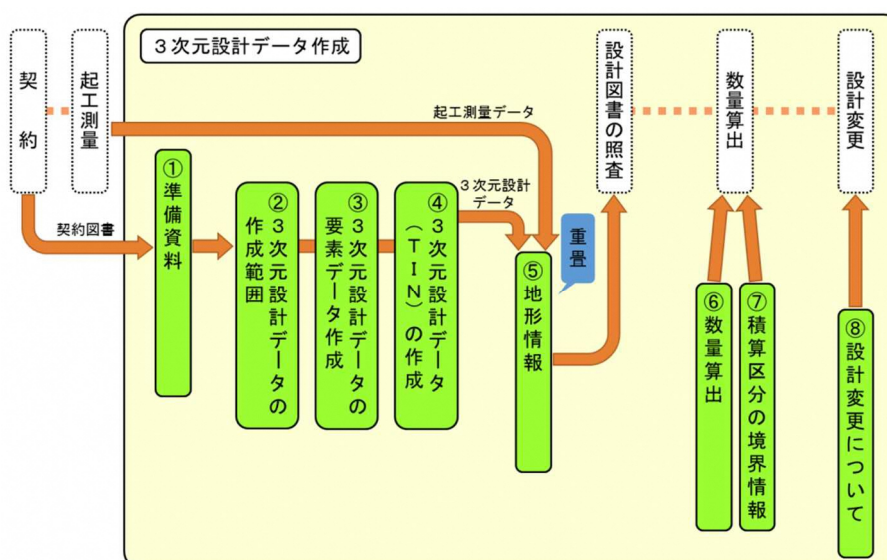 ３次元設計データ作成
契約
起工測量
契約図書
起工測量データ
①準備資料
②３次元設計データの
作成範囲
③３次元設計データの
要素データ作成
④３次元設計データ
（ＴＩＮ）の作成
３次元設計
データ
重畳
⑤地形情報
設計図書の照査
数量算出
設計変更
⑥数量算出
⑦積算区分の境界情報
⑧設計変更について